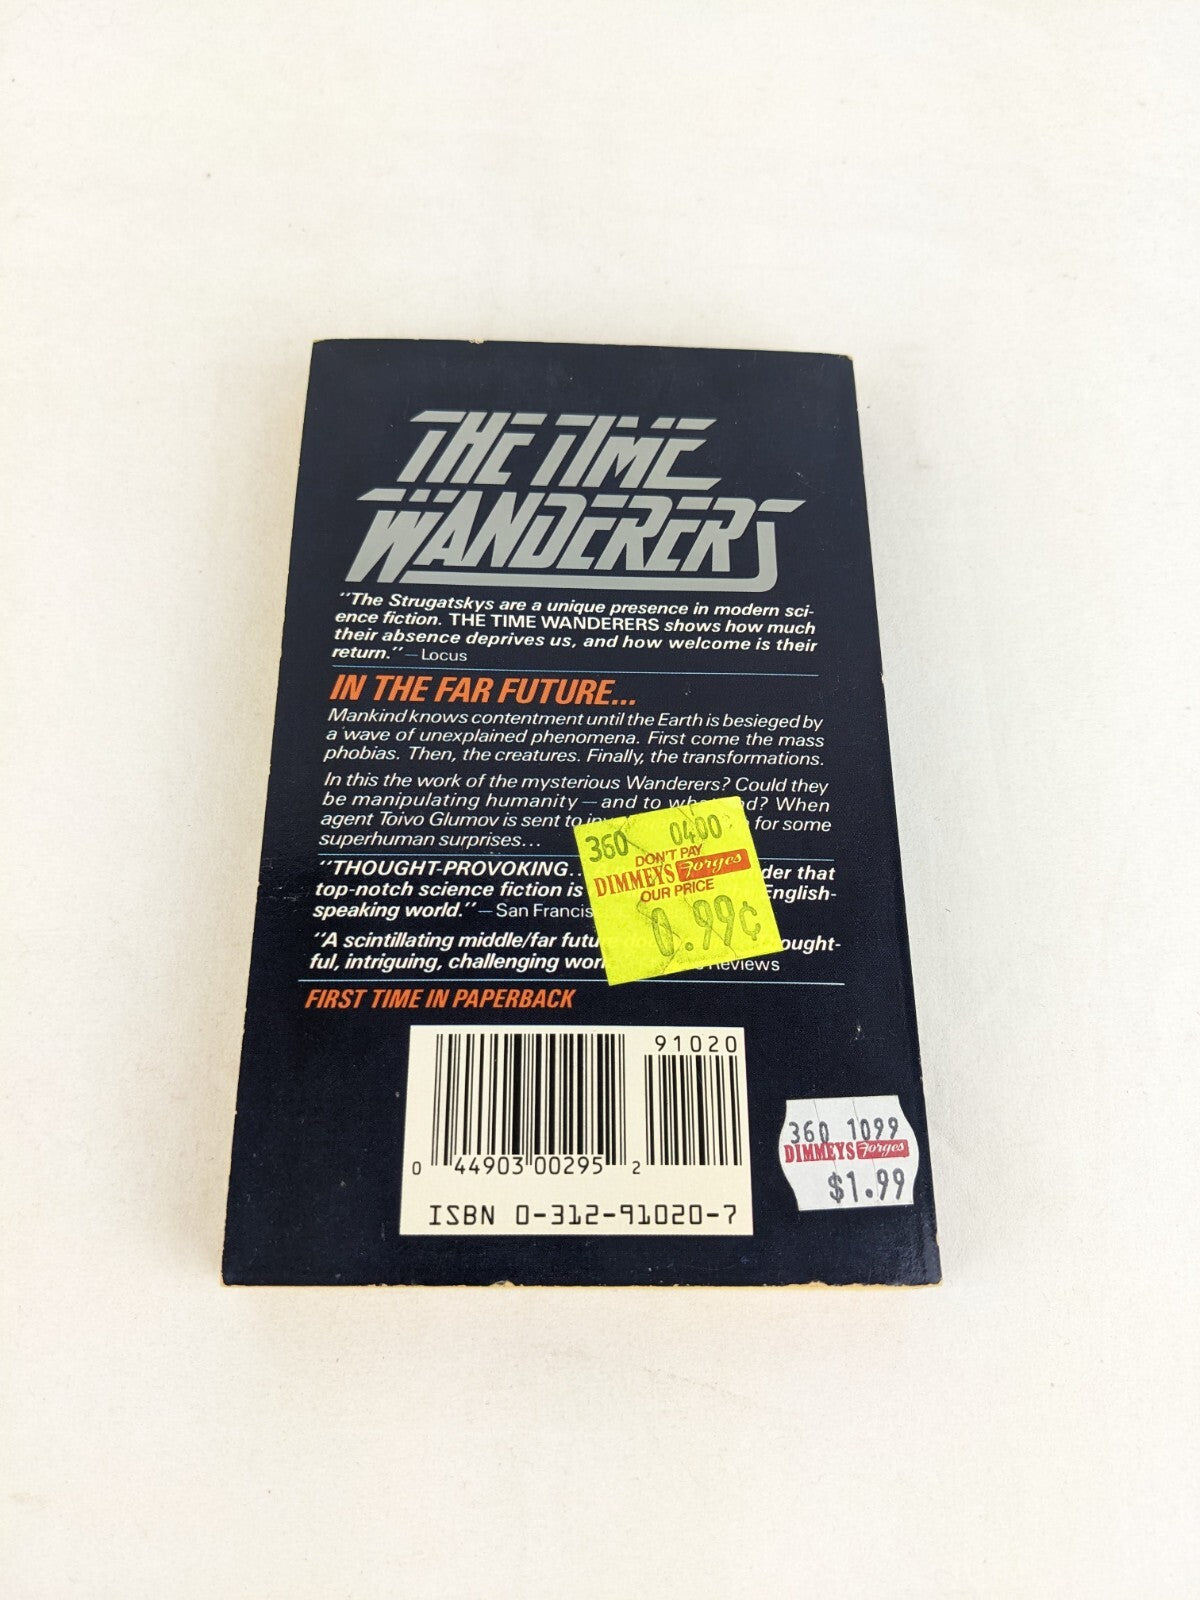 THE TIME
WANDERERS
"The Strugatskys are a unique presence in modern sci-
ence fiction. THE TIME WANDERERS shows how much
their absence deprives us, and how welcome is their
return." — Locus
IN THE FAR FUTURE...
Mankind knows contentment until the Earth is besieged by
a wave of unexplained phenomena. First come the mass
phobias. Then, the creatures. Finally, the transformations.
In this the work of the mysterious Wanderers? Could they
be manipulating humanity — and to
? When
agent Toivo Glumov is sent to
for some
superhuman surprises...
"THOUGHT-PROVOKING..
that
top-notch science fiction is
English-
speaking world." — San
"A scintillating middle/far
ful, intriguing, challenging
Reviews
FIRST TIME IN PAPERBACK
360 0400
DON'T PAY
DIMMEYS Forges
OUR PRICE
0.99¢
91020
0 44903 00295 2
ISBN 0-312-91020-7
360 1099
DIMMEYS Forges
$1.99